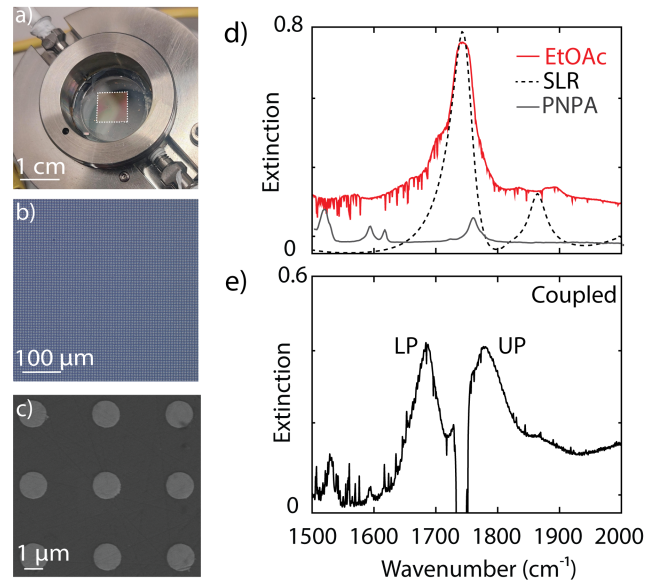 a)
1 cm
b)
100 µm
c)
1 µm
d)
0.8
EtOAc
SLR
PNPA
Extinction
0
e)
0.6
Coupled
LP
UP
Extinction
0
1500 1600 1700 1800 1900 2000
Wavenumber (cm⁻¹)